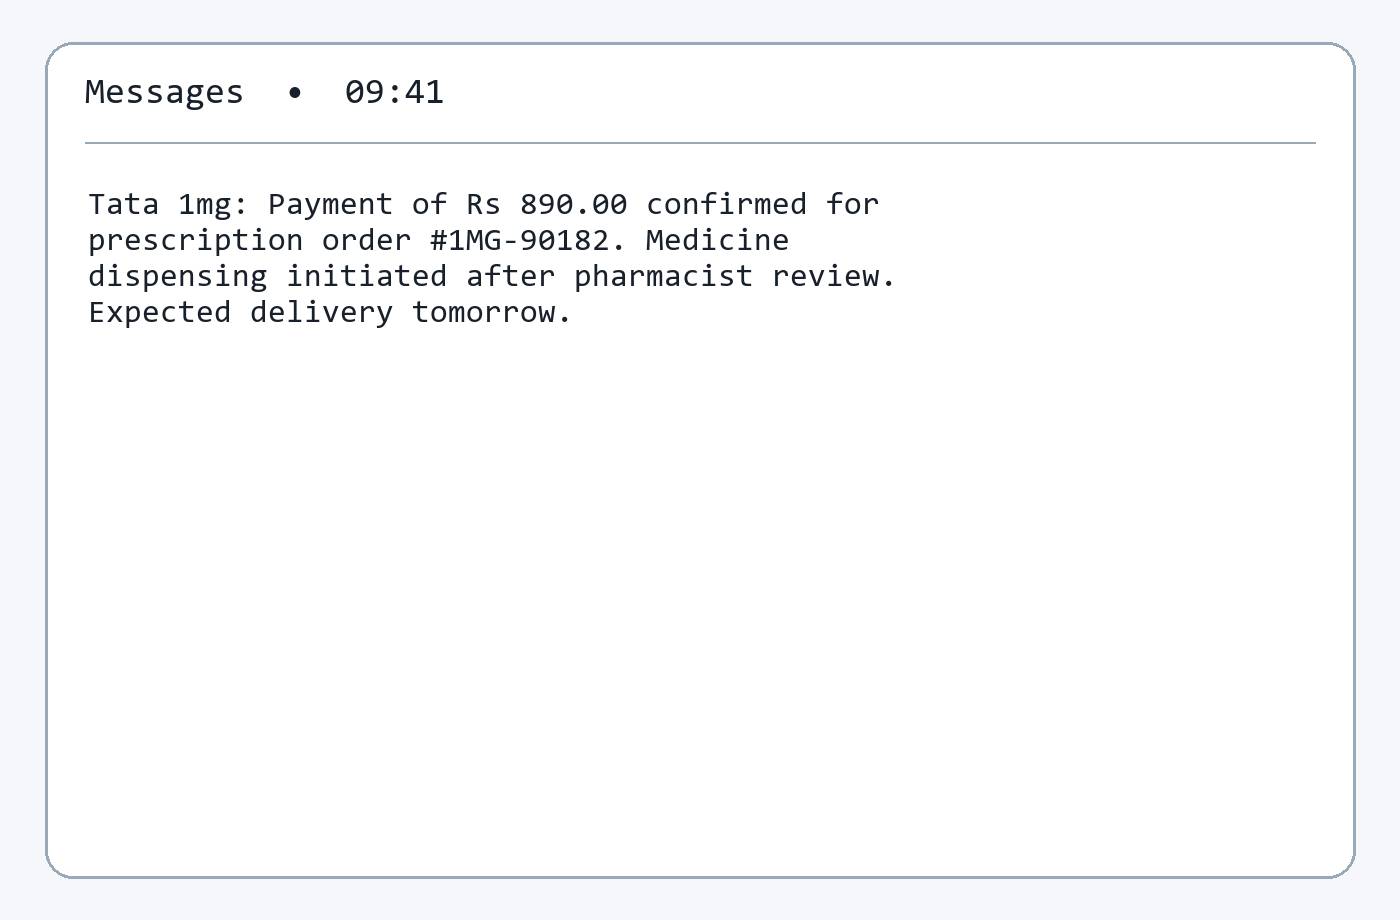 Messages • 09:41
Tata 1mg: Payment of Rs 890.00 confirmed for
prescription order #1MG-90182. Medicine
dispensing initiated after pharmacist review.
Expected delivery tomorrow.